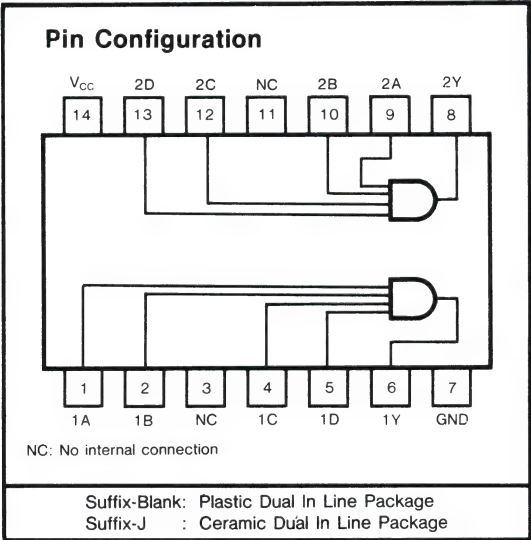 Pin Configuration
VCC 2D 2C NC 2B 2A 2Y
14 13 12 11 10 9 8
1 2 3 4 5 6 7
1A 1B NC 1C 1D 1Y GND
NC: No internal connection
Suffix-Blank: Plastic Dual In Line Package
Suffix-J : Ceramic Dual In Line Package